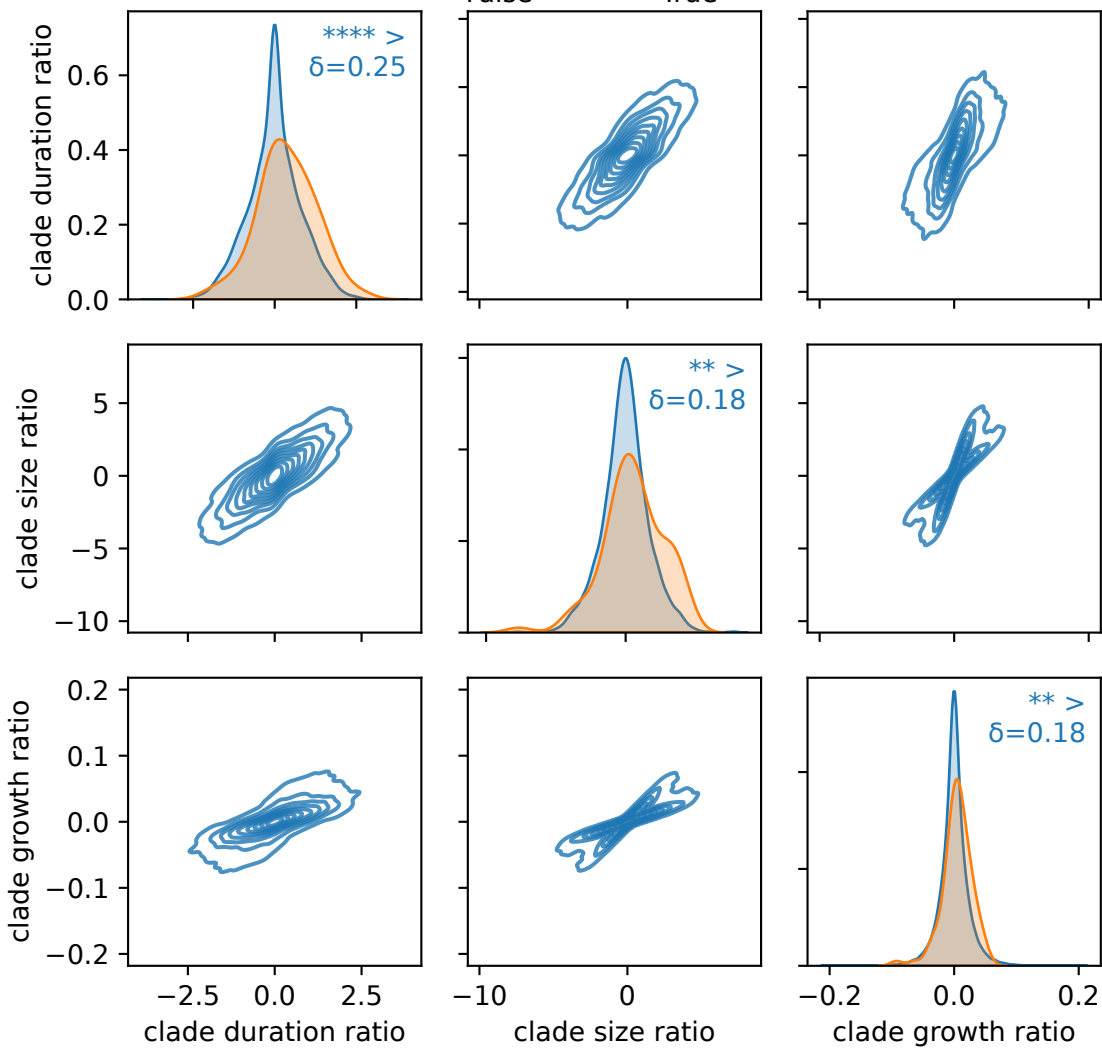 clade duration ratio
0.6
0.4
0.2
0.0
**** >
δ=0.25
clade size ratio
5
0
−5
−10
** >
δ=0.18
clade growth ratio
0.2
0.1
0.0
−0.1
−0.2
** >
δ=0.18
−2.5 0.0 2.5
clade duration ratio
−10 0
clade size ratio
−0.2 0.0 0.2
clade growth ratio